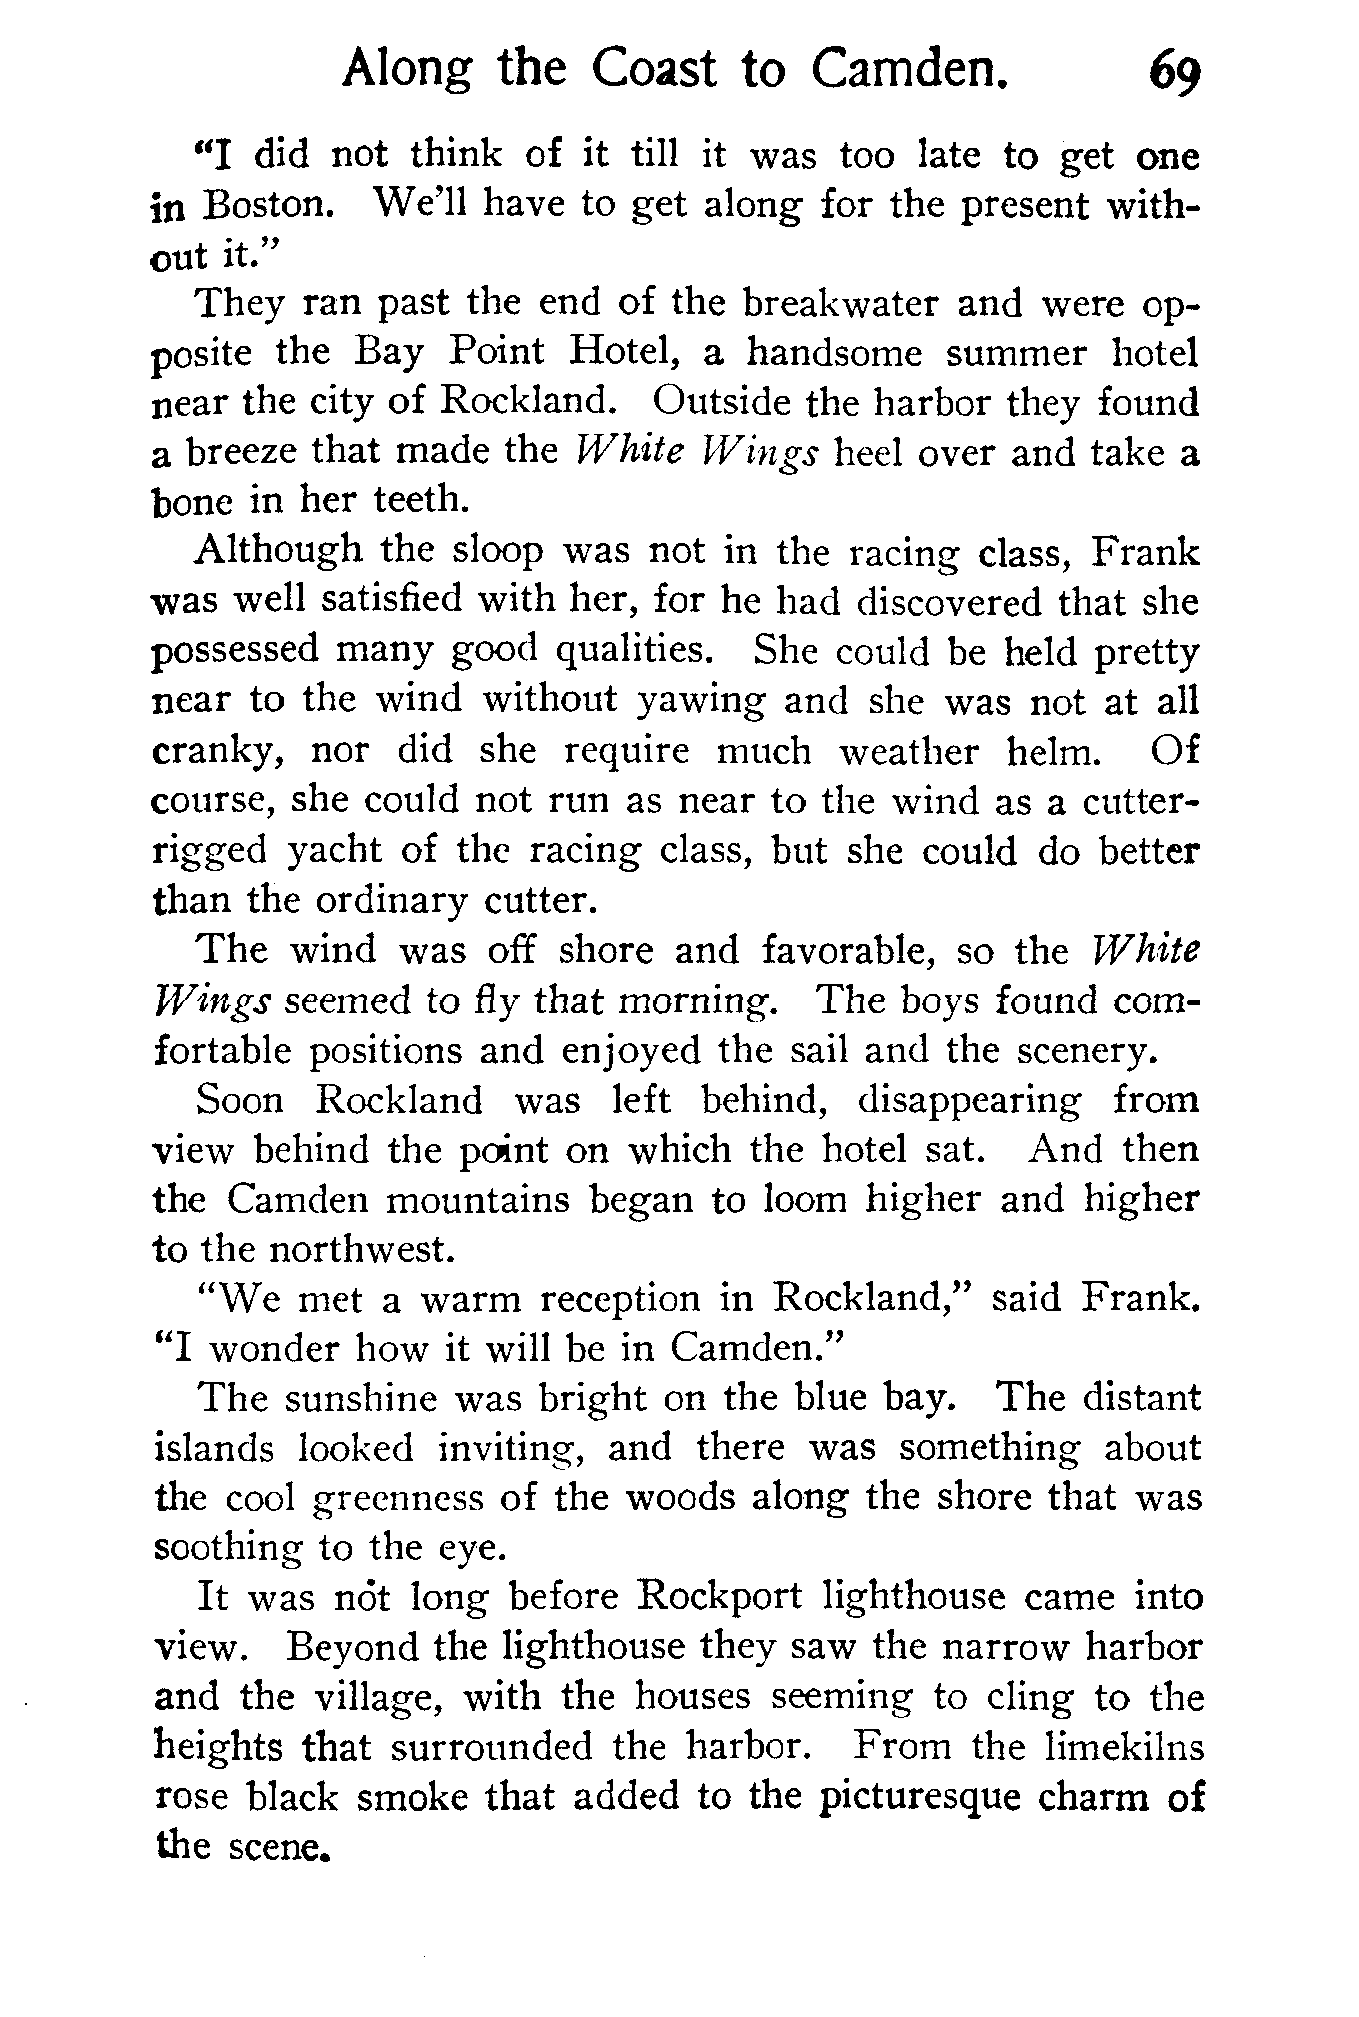 Along the Coast to Camden. 69
"I did not think of it till it was too late to get one
in Boston. We'll have to get along for the present with-
out it."
They ran past the end of the breakwater and were op-
posite the Bay Point Hotel, a handsome summer hotel
near the city of Rockland. Outside the harbor they found
a breeze that made the White Wings heel over and take a
bone in her teeth.
Although the sloop was not in the racing class, Frank
was well satisfied with her, for he had discovered that she
possessed many good qualities. She could be held pretty
near to the wind without yawing and she was not at all
cranky, nor did she require much weather helm. Of
course, she could not run as near to the wind as a cutter-
rigged yacht of the racing class, but she could do better
than the ordinary cutter.
The wind was off shore and favorable, so the White
Wings seemed to fly that morning. The boys found com-
fortable positions and enjoyed the sail and the scenery.
Soon Rockland was left behind, disappearing from
view behind the point on which the hotel sat. And then
the Camden mountains began to loom higher and higher
to the northwest.
"We met a warm reception in Rockland," said Frank.
"I wonder how it will be in Camden."
The sunshine was bright on the blue bay. The distant
islands looked inviting, and there was something about
the cool greenness of the woods along the shore that was
soothing to the eye.
It was not long before Rockport lighthouse came into
view. Beyond the lighthouse they saw the narrow harbor
and the village, with the houses seeming to cling to the
heights that surrounded the harbor. From the limekilns
rose black smoke that added to the picturesque charm of
the scene.